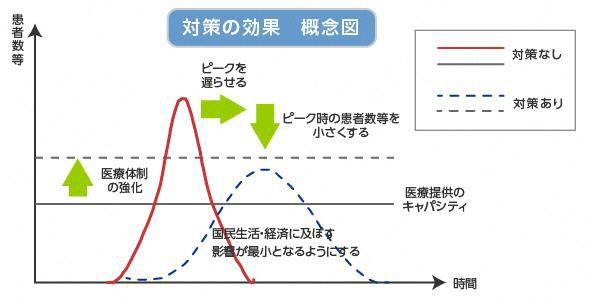 対策の効果　概念図
患者数等
対策なし
対策あり
ピークを
遅らせる
ピーク時の患者数等を
小さくする
医療体制
の強化
医療提供の
キャパシティ
国民生活・経済に及ぼす
影響が最小となるようにする
時間